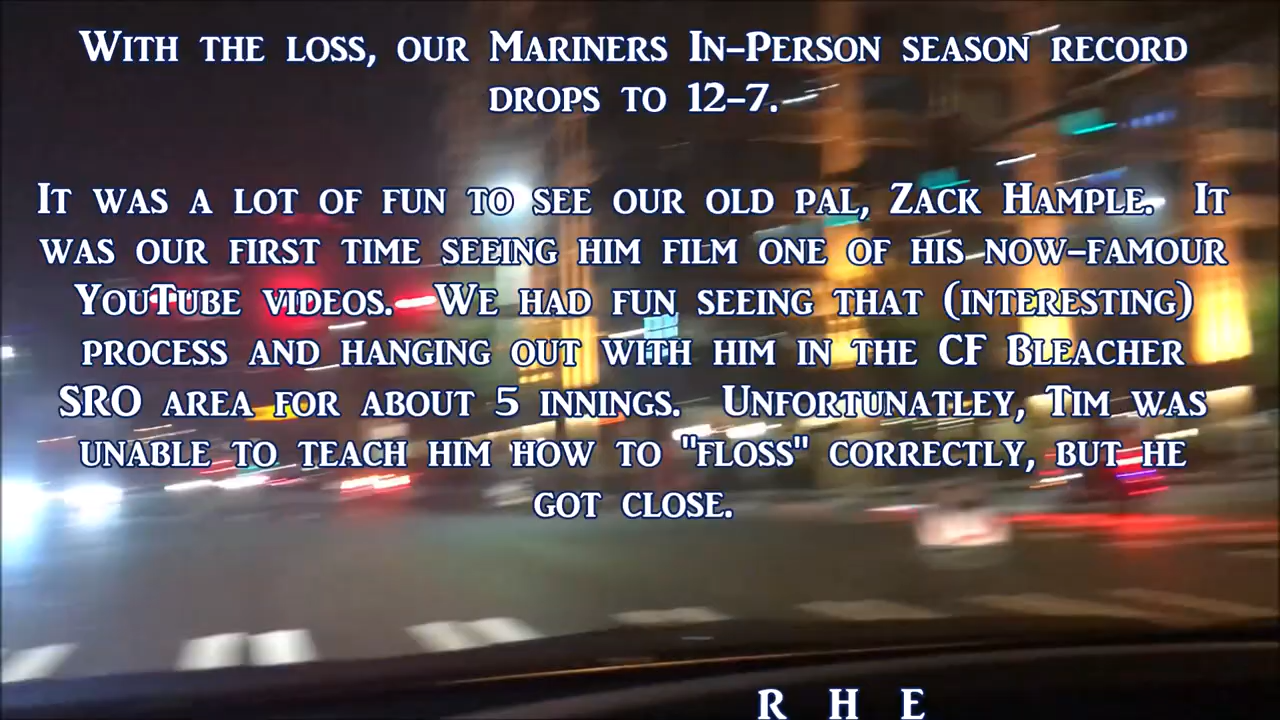 With the loss, our Mariners In-Person season record
drops to 12-7.
It was a lot of fun to see our old pal, Zack Hample. It
was our first time seeing him film one of his now-famour
YouTube videos. We had fun seeing that (interesting)
process and hanging out with him in the CF Bleacher
SRO area for about 5 innings. Unfortunatley, Tim was
unable to teach him how to "floss" correctly, but he
got close.
R H E